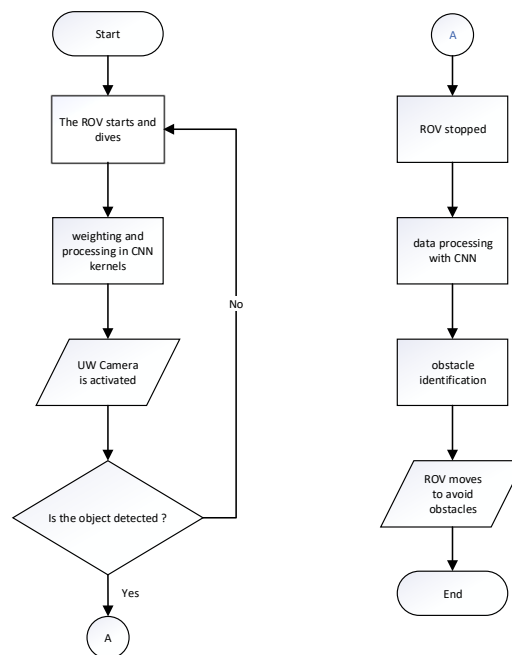 Start
The ROV starts and
dives
weighting and
processing in CNN
kernels
No
UW Camera
is activated
Is the object detected ?
Yes
A
A
ROV stopped
data processing
with CNN
obstacle
identification
ROV moves
to avoid
obstacles
End